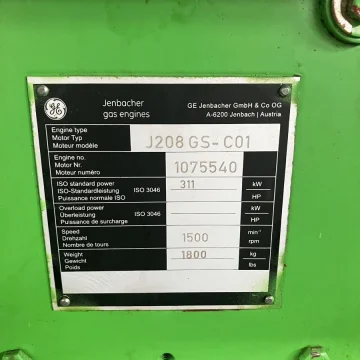 GE
Jenbacher
gas engines
GE Jenbacher GmbH & Co OG
A-6200 Jenbach | Austria
Engine type
Motor Typ
Moteur modèle
J208 GS-C01
Engine no.
Motor Nr.
Moteur numéro
1075540
ISO standard power
ISO-Standardleistung
Puissance normale ISO
ISO 3046
311
kW
HP
Overload power
Überleistung
Puissance de surcharge
ISO 3046
kW
HP
Speed
Drehzahl
Nombre de tours
1500
min⁻¹
rpm
Weight
Gewicht
Poids
1800
kg
lbs